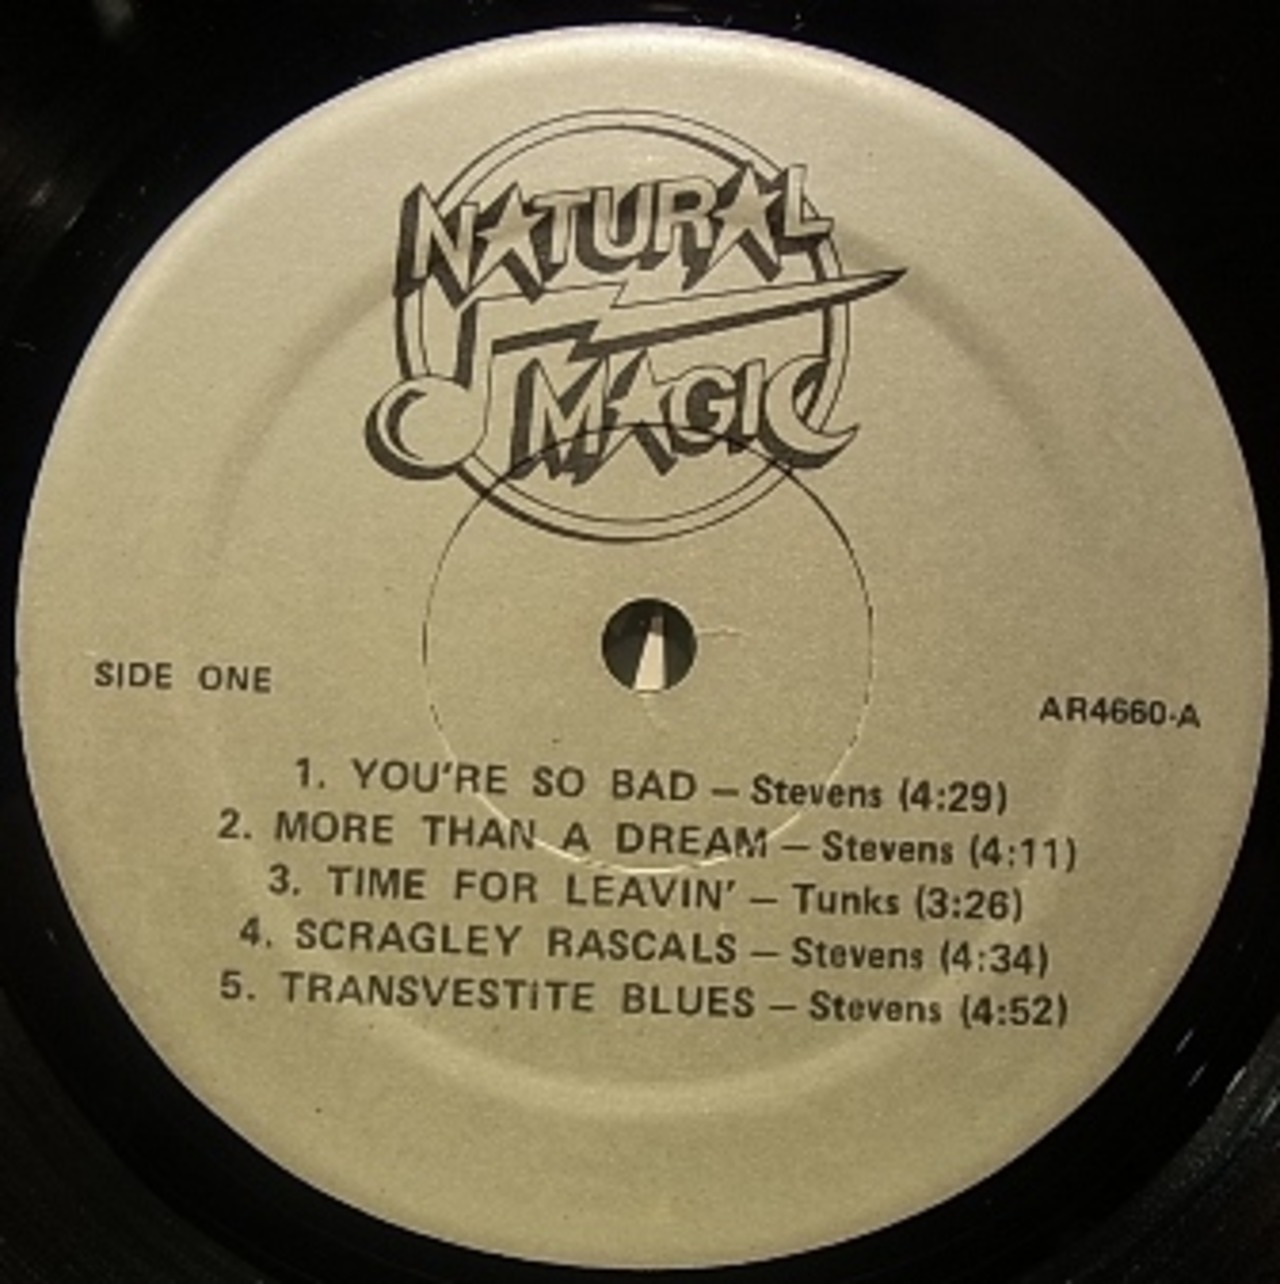 NATURAL
MAGIC
SIDE ONE
AR4660-A
1. YOU'RE SO BAD — Stevens (4:29)
2. MORE THAN A DREAM — Stevens (4:11)
3. TIME FOR LEAVIN' — Tunks (3:26)
4. SCRAGLEY RASCALS — Stevens (4:34)
5. TRANSVESTiTE BLUES — Stevens (4:52)